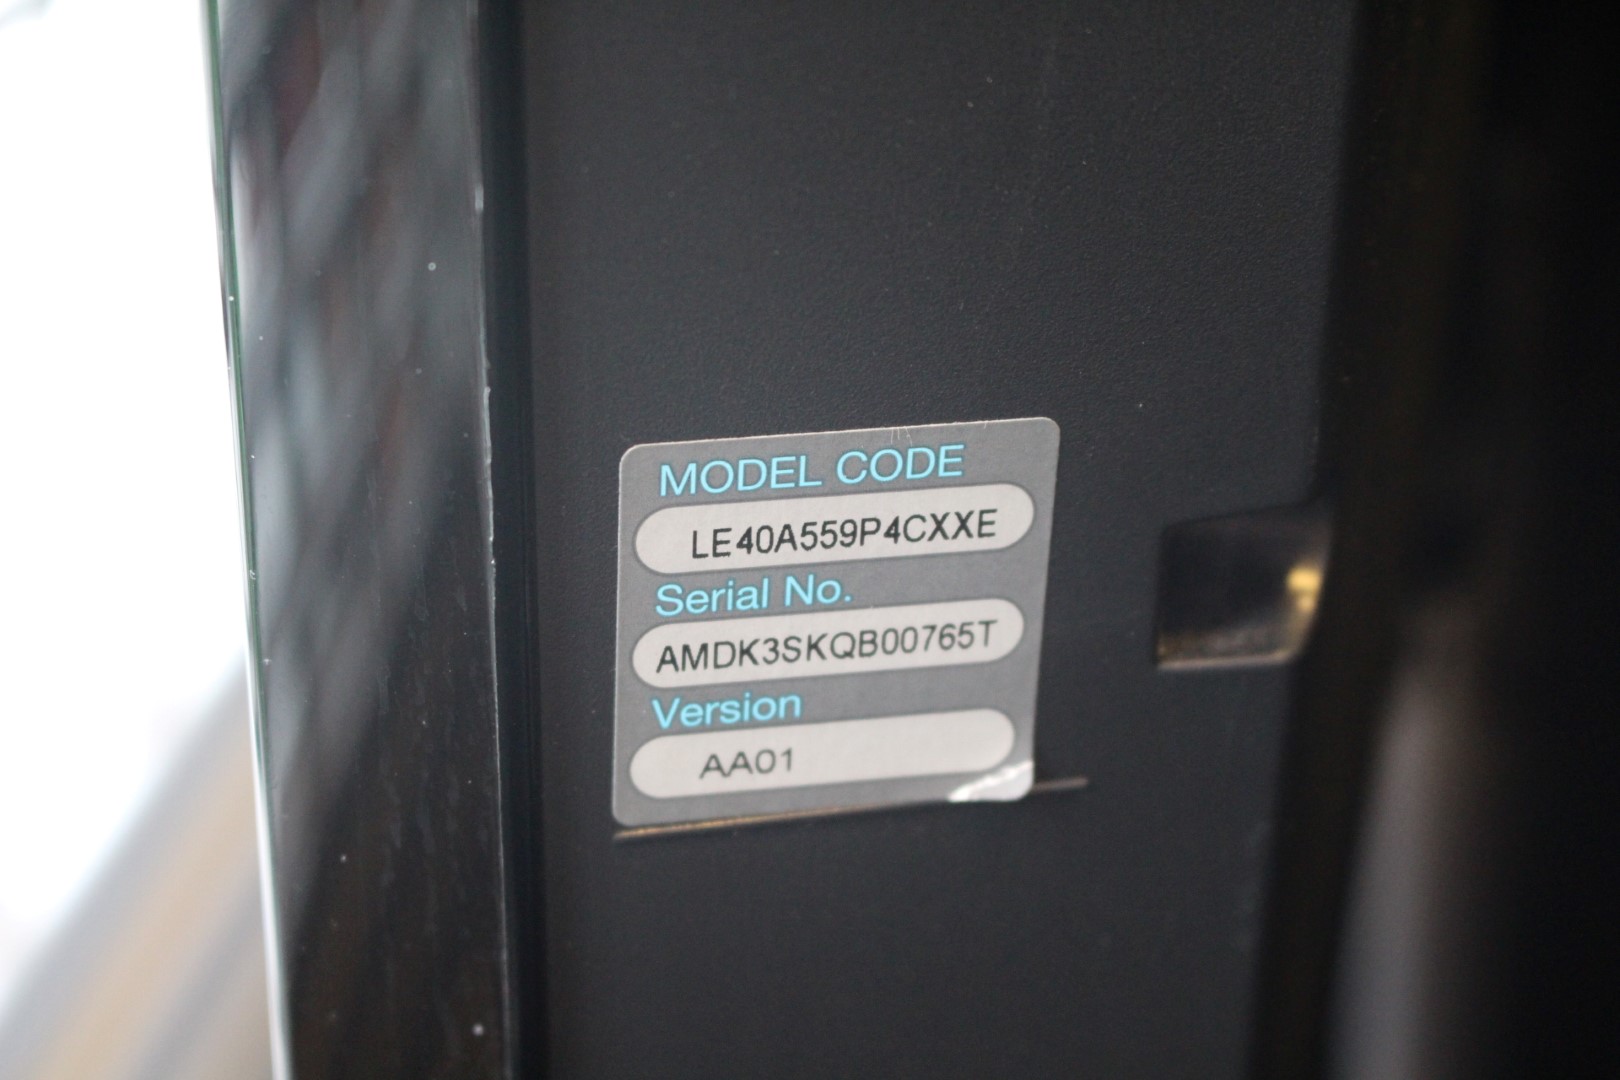 MODEL CODE
LE40A559P4CXXE
Serial No.
AMDK3SKQB00765T
Version
AA01